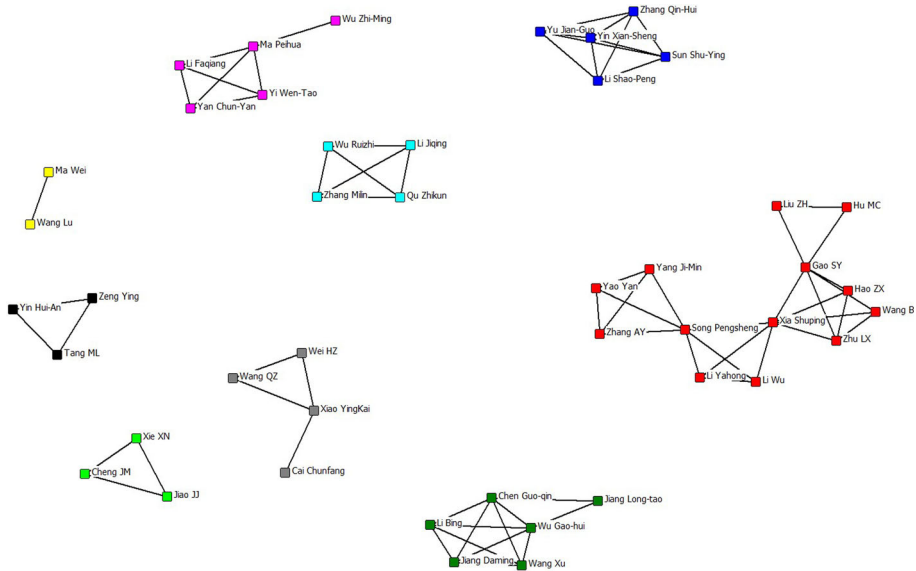 Zhang Qin-Hui
Wu Zhi-Ming
Yu Jian-Guo
Yin Xian-Sheng
Ma Peihua
Sun Shu-Ying
Li Faqiang
Li Shao-Peng
Yi Wen-Tao
Yan Chun-Yan
Wu Ruizhi
Li Jiqing
Ma Wei
Zhang Milin
Qu Zhikun
Liu ZH
Hu MC
Wang Lu
Gao SY
Yang Ji-Min
Yao Yan
Hao ZX
Zeng Ying
Yin Hui-An
Wang B
Xia Shuping
Song Pengsheng
Zhang AY
Zhu LX
Tang ML
Wei HZ
Wang QZ
Li Yahong
Li Wu
Xiao YingKai
Xie XN
Cheng JM
Cai Chunfang
Jiao JJ
Chen Guo-qin
Jiang Long-tao
Li Bing
Wu Gao-hui
Jiang Daming
Wang Xu